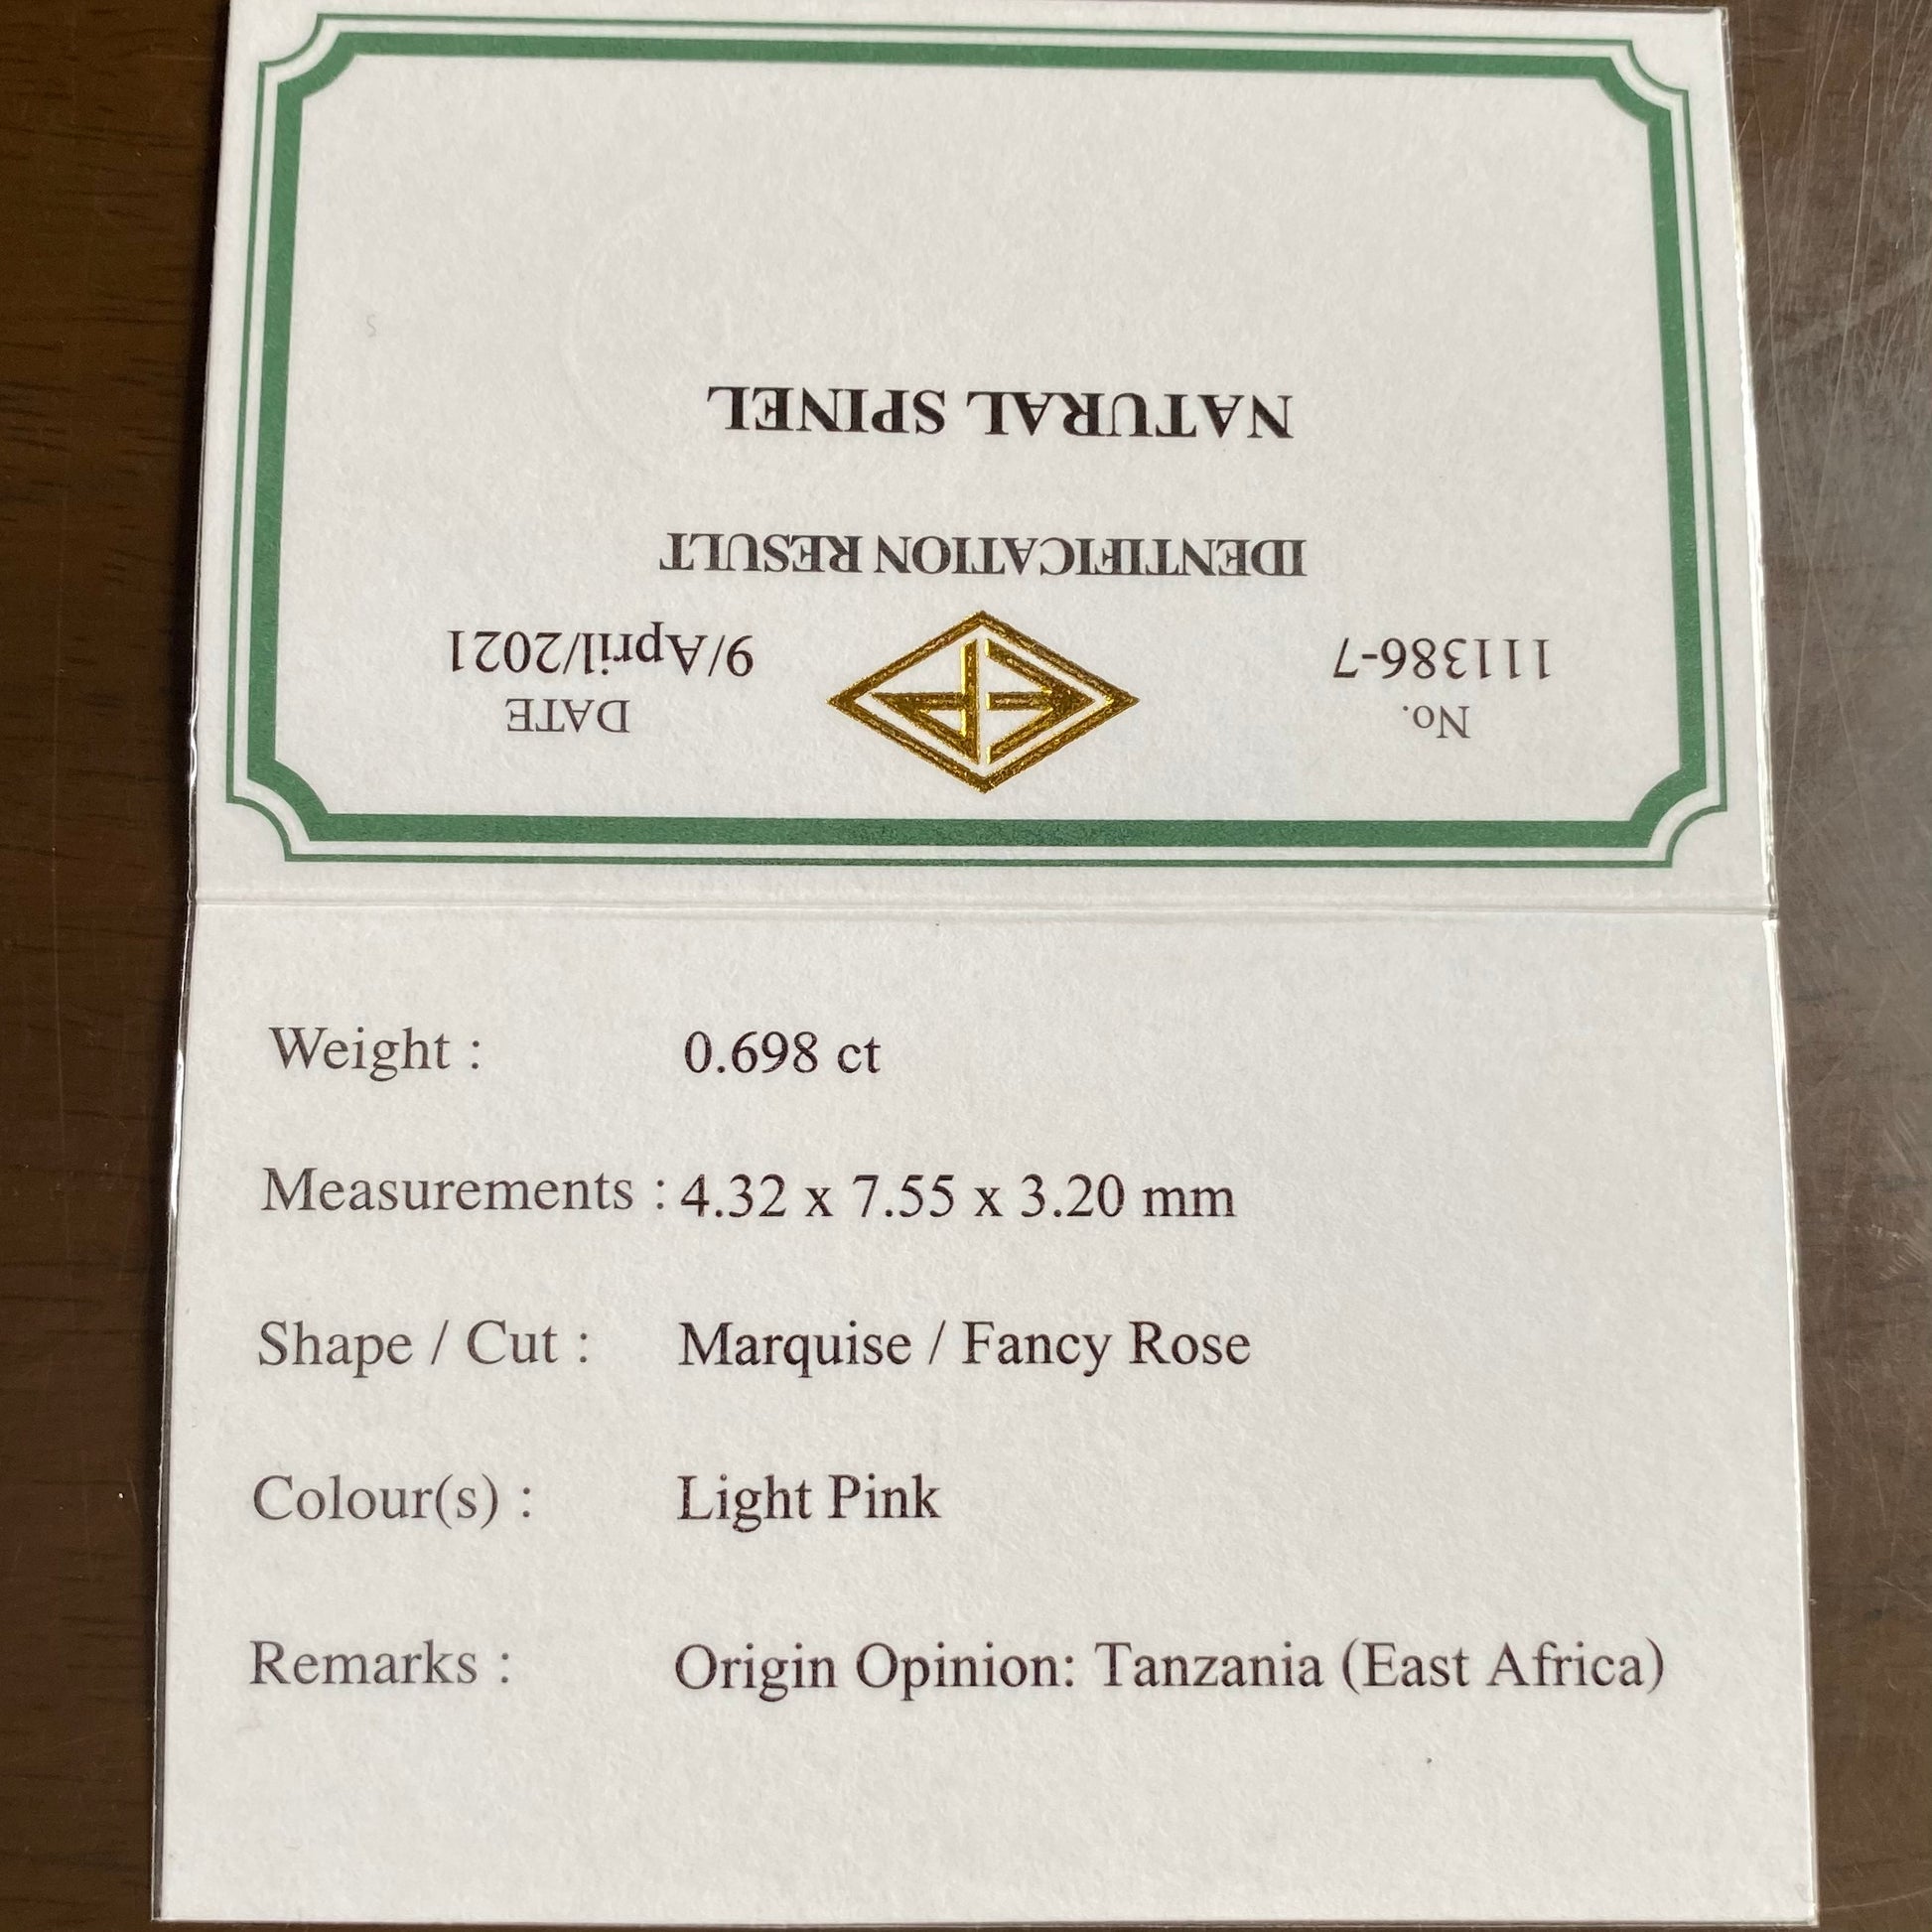 No.
DATE
111386-7
9/April/2021
IDENTIFICATION RESULT
NATURAL SPINEL
Weight : 0.698 ct
Measurements : 4.32 x 7.55 x 3.20 mm
Shape / Cut : Marquise / Fancy Rose
Colour(s) : Light Pink
Remarks : Origin Opinion: Tanzania (East Africa)